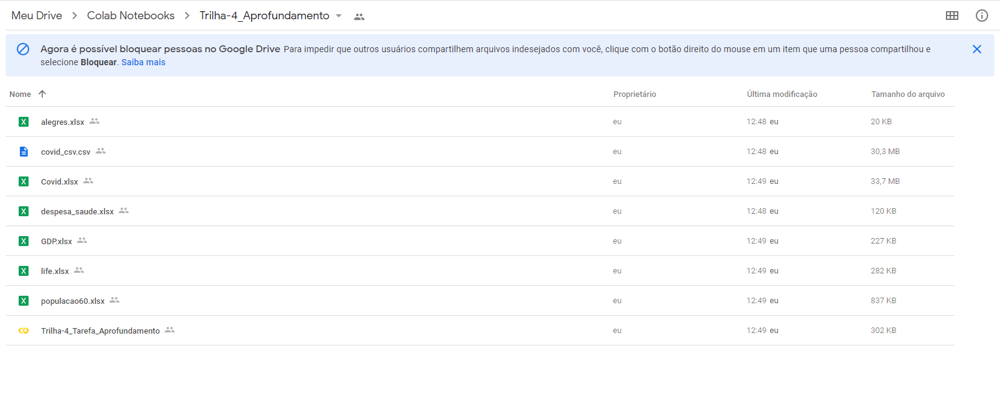 Meu Drive > Colab Notebooks > Trilha-4_Aprofundamento
Agora é possível bloquear pessoas no Google Drive Para impedir que outros usuários compartilhem arquivos indesejados com você, clique com o botão direito do mouse em um item que uma pessoa compartilhou e
selecione Bloquear. Saiba mais
Nome Proprietário Última modificação Tamanho do arquivo
alegres.xlsx eu 12:48 eu 20 KB
covid_csv.csv eu 12:48 eu 30,3 MB
Covid.xlsx eu 12:49 eu 33,7 MB
despesa_saude.xlsx eu 12:48 eu 120 KB
GDP.xlsx eu 12:49 eu 227 KB
life.xlsx eu 12:49 eu 282 KB
populacao60.xlsx eu 12:49 eu 837 KB
Trilha-4_Tarefa_Aprofundamento eu 12:49 eu 302 KB